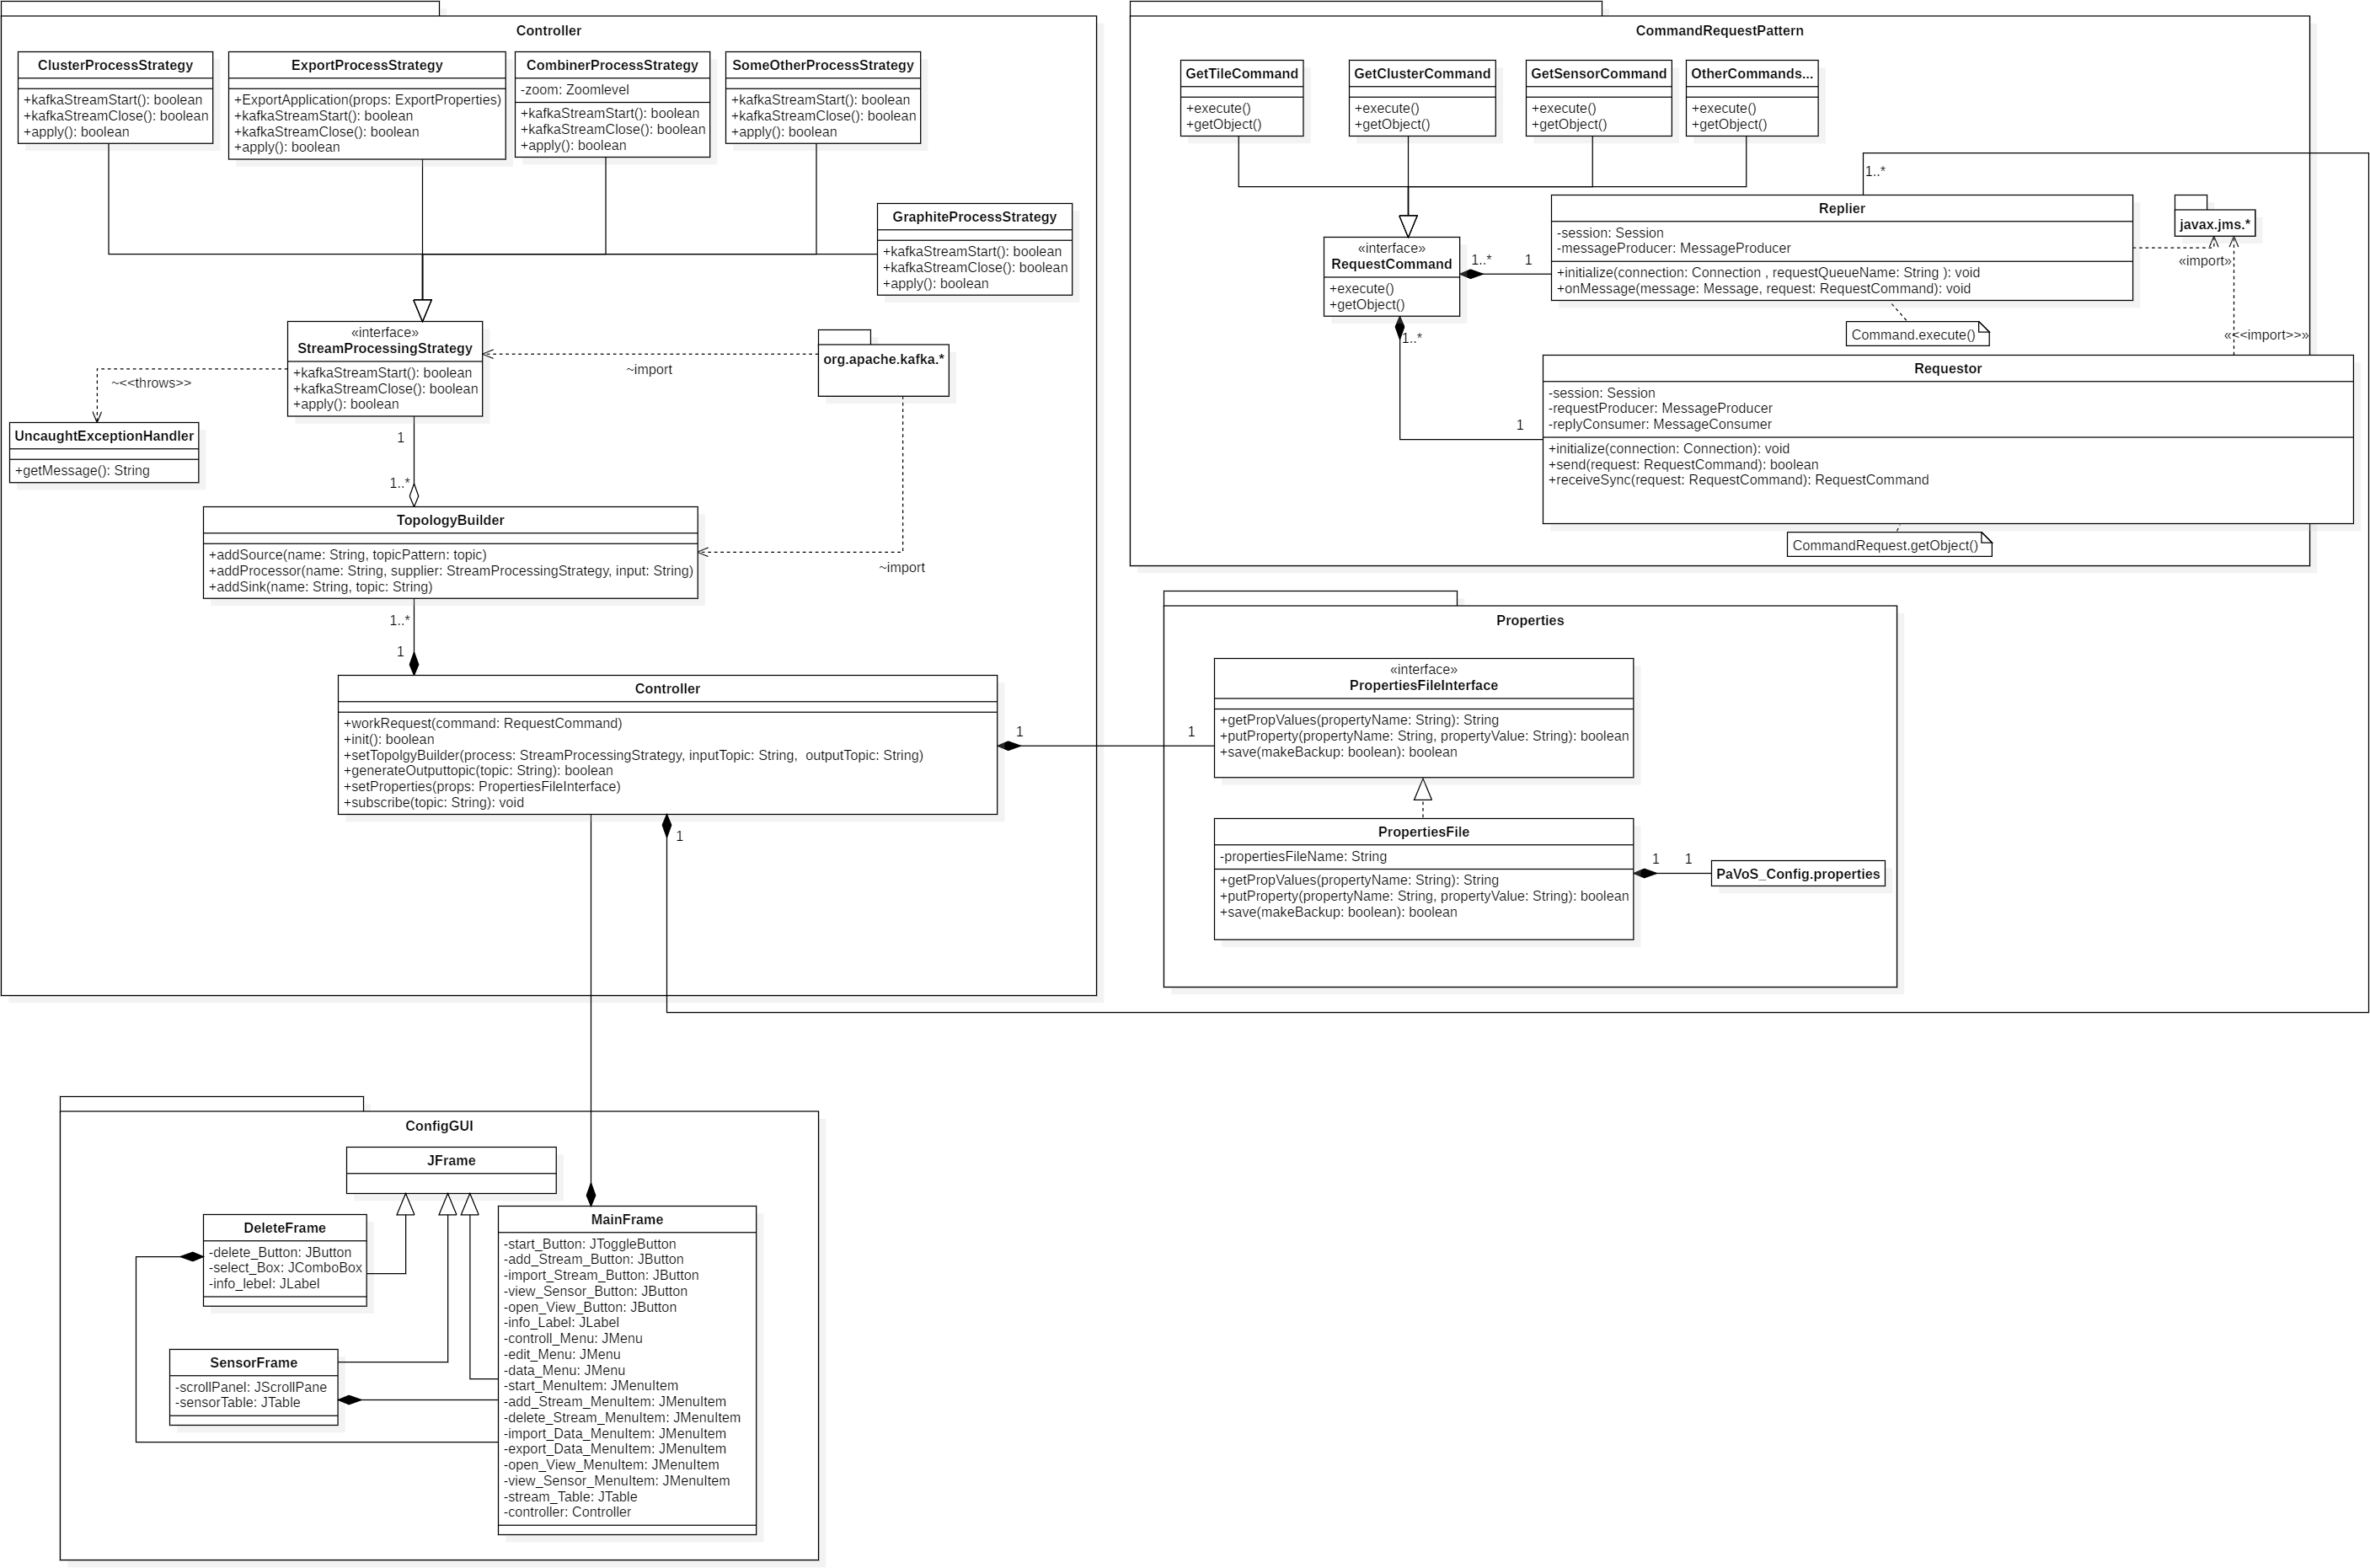 Controller
ClusterProcessStrategy
+kafkaStreamStart(): boolean
+kafkaStreamClose(): boolean
+apply(): boolean
ExportProcessStrategy
+ExportApplication(props: ExportProperties)
+kafkaStreamStart(): boolean
+kafkaStreamClose(): boolean
+apply(): boolean
CombinerProcessStrategy
-zoom: Zoomlevel
+kafkaStreamStart(): boolean
+kafkaStreamClose(): boolean
+apply(): boolean
SomeOtherProcessStrategy
+kafkaStreamStart(): boolean
+kafkaStreamClose(): boolean
+apply(): boolean
GraphiteProcessStrategy
+kafkaStreamStart(): boolean
+kafkaStreamClose(): boolean
+apply(): boolean
«interface»
StreamProcessingStrategy
+kafkaStreamStart(): boolean
+kafkaStreamClose(): boolean
+apply(): boolean
org.apache.kafka.*
~import
~<<throws>>
UncaughtExceptionHandler
+getMessage(): String
1
1..*
TopologyBuilder
+addSource(name: String, topicPattern: topic)
+addProcessor(name: String, supplier: StreamProcessingStrategy, input: String)
+addSink(name: String, topic: String)
~import
1..*
1
Controller
+workRequest(command: RequestCommand)
+init(): boolean
+setTopolgyBuilder(process: StreamProcessingStrategy, inputTopic: String,  outputTopic: String)
+generateOutputtopic(topic: String): boolean
+setProperties(props: PropertiesFileInterface)
+subscribe(topic: String): void
1
1
1
CommandRequestPattern
GetTileCommand
+execute()
+getObject()
GetClusterCommand
+execute()
+getObject()
GetSensorCommand
+execute()
+getObject()
OtherCommands...
+execute()
+getObject()
1..*
«interface»
RequestCommand
+execute()
+getObject()
1..*
1
Replier
-session: Session
-messageProducer: MessageProducer
+initialize(connection: Connection , requestQueueName: String ): void
+onMessage(message: Message, request: RequestCommand): void
javax.jms.*
«import»
Command.execute()
«<<import>>»
1..*
1
Requestor
-session: Session
-requestProducer: MessageProducer
-replyConsumer: MessageConsumer
+initialize(connection: Connection): void
+send(request: RequestCommand): boolean
+receiveSync(request: RequestCommand): RequestCommand
CommandRequest.getObject()
Properties
«interface»
PropertiesFileInterface
+getPropValues(propertyName: String): String
+putProperty(propertyName: String, propertyValue: String): boolean
+save(makeBackup: boolean): boolean
PropertiesFile
-propertiesFileName: String
+getPropValues(propertyName: String): String
+putProperty(propertyName: String, propertyValue: String): boolean
+save(makeBackup: boolean): boolean
1
1
PaVoS_Config.properties
ConfigGUI
JFrame
DeleteFrame
-delete_Button: JButton
-select_Box: JComboBox
-info_lebel: JLabel
SensorFrame
-scrollPanel: JScrollPane
-sensorTable: JTable
MainFrame
-start_Button: JToggleButton
-add_Stream_Button: JButton
-import_Stream_Button: JButton
-view_Sensor_Button: JButton
-open_View_Button: JButton
-info_Label: JLabel
-controll_Menu: JMenu
-edit_Menu: JMenu
-data_Menu: JMenu
-start_MenuItem: JMenuItem
-add_Stream_MenuItem: JMenuItem
-delete_Stream_MenuItem: JMenuItem
-import_Data_MenuItem: JMenuItem
-export_Data_MenuItem: JMenuItem
-open_View_MenuItem: JMenuItem
-view_Sensor_MenuItem: JMenuItem
-stream_Table: JTable
-controller: Controller